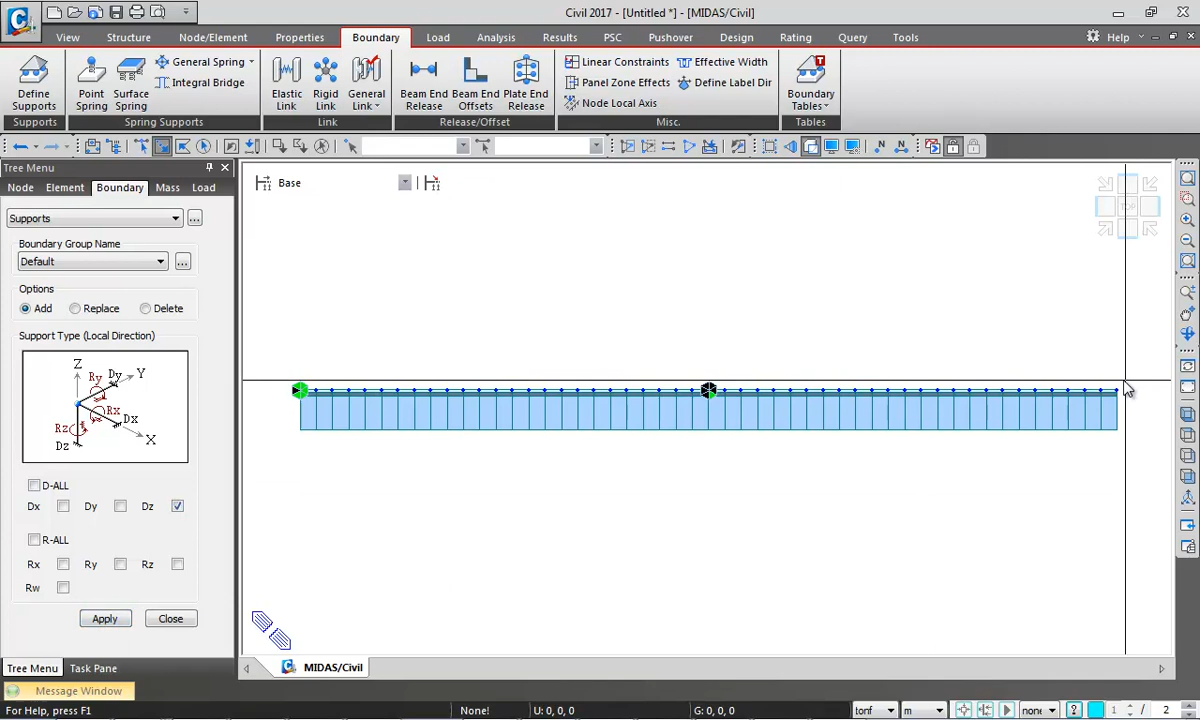 Civil 2017 - [Untitled *] - [MIDAS/Civil]
View Structure Node/Element Properties Boundary Load Analysis Results PSC Pushover Design Rating Query Tools Help
Define Supports
Point Spring
Surface Spring
General Spring
Integral Bridge
Elastic Link
Rigid Link
General Link
Beam End Release
Beam End Offsets
Plate End Release
Linear Constraints
Panel Zone Effects
Node Local Axis
Effective Width
Define Label Dir
Boundary Tables
Supports Spring Supports Link Release/Offset Misc. Tables
Tree Menu
Node Element Boundary Mass Load
Supports
...
Boundary Group Name
Default
...
Options
Add Replace Delete
Support Type (Local Direction)
Z
Ry Dy Y
Rx
Dx
Rz
Dz X
D-ALL
Dx Dy Dz
R-ALL
Rx Ry Rz
Rw
Apply Close
Base
TOP
Tree Menu Task Pane
MIDAS/Civil
Message Window
For Help, press F1 None! U: 0, 0, 0 G: 0, 0, 0 tonf m none ? 1 / 2